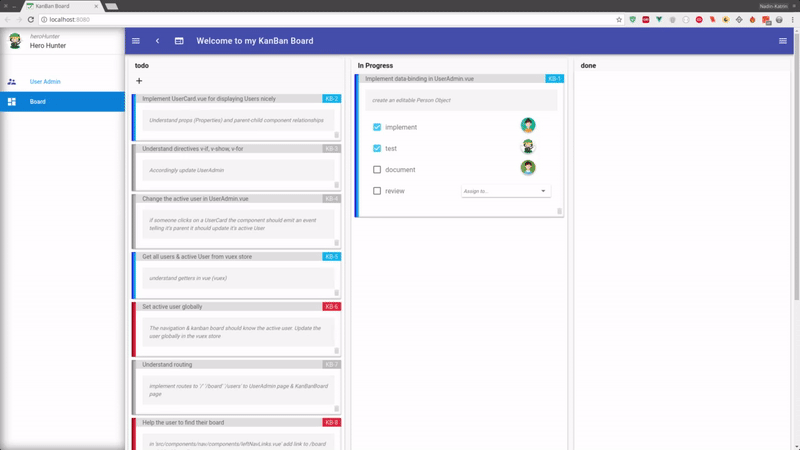 KanBan Board
Nadin-Katrin
localhost:8080
heroHunter
Hero Hunter
Welcome to my KanBan Board
User Admin
Board
todo
+
Implement UserCard.vue for displaying Users nicely
KB-2
Understand props (Properties) and parent-child component relationships
Understand directives v-if, v-show, v-for
KB-3
Accordingly update UserAdmin
Change the active user in UserAdmin.vue
KB-4
if someone clicks on a UserCard the component should emit an event
telling it's parent it should update it's active User
Get all users & active User from vuex store
KB-5
understand getters in vue (vuex)
Set active user globally
KB-6
The navigation & kanban board should know the active user. Update the
user globally in the vuex store
Understand routing
KB-7
implement routes to '/' '/board' '/users' to UserAdmin page & KanBanBoard
page
Help the user to find their board
KB-8
in 'src/components/nav/components/leftNavLinks.vue' add link to /board
In Progress
Implement data-binding in UserAdmin.vue
KB-1
create an editable Person Object
implement
test
document
review
Assign to...
done